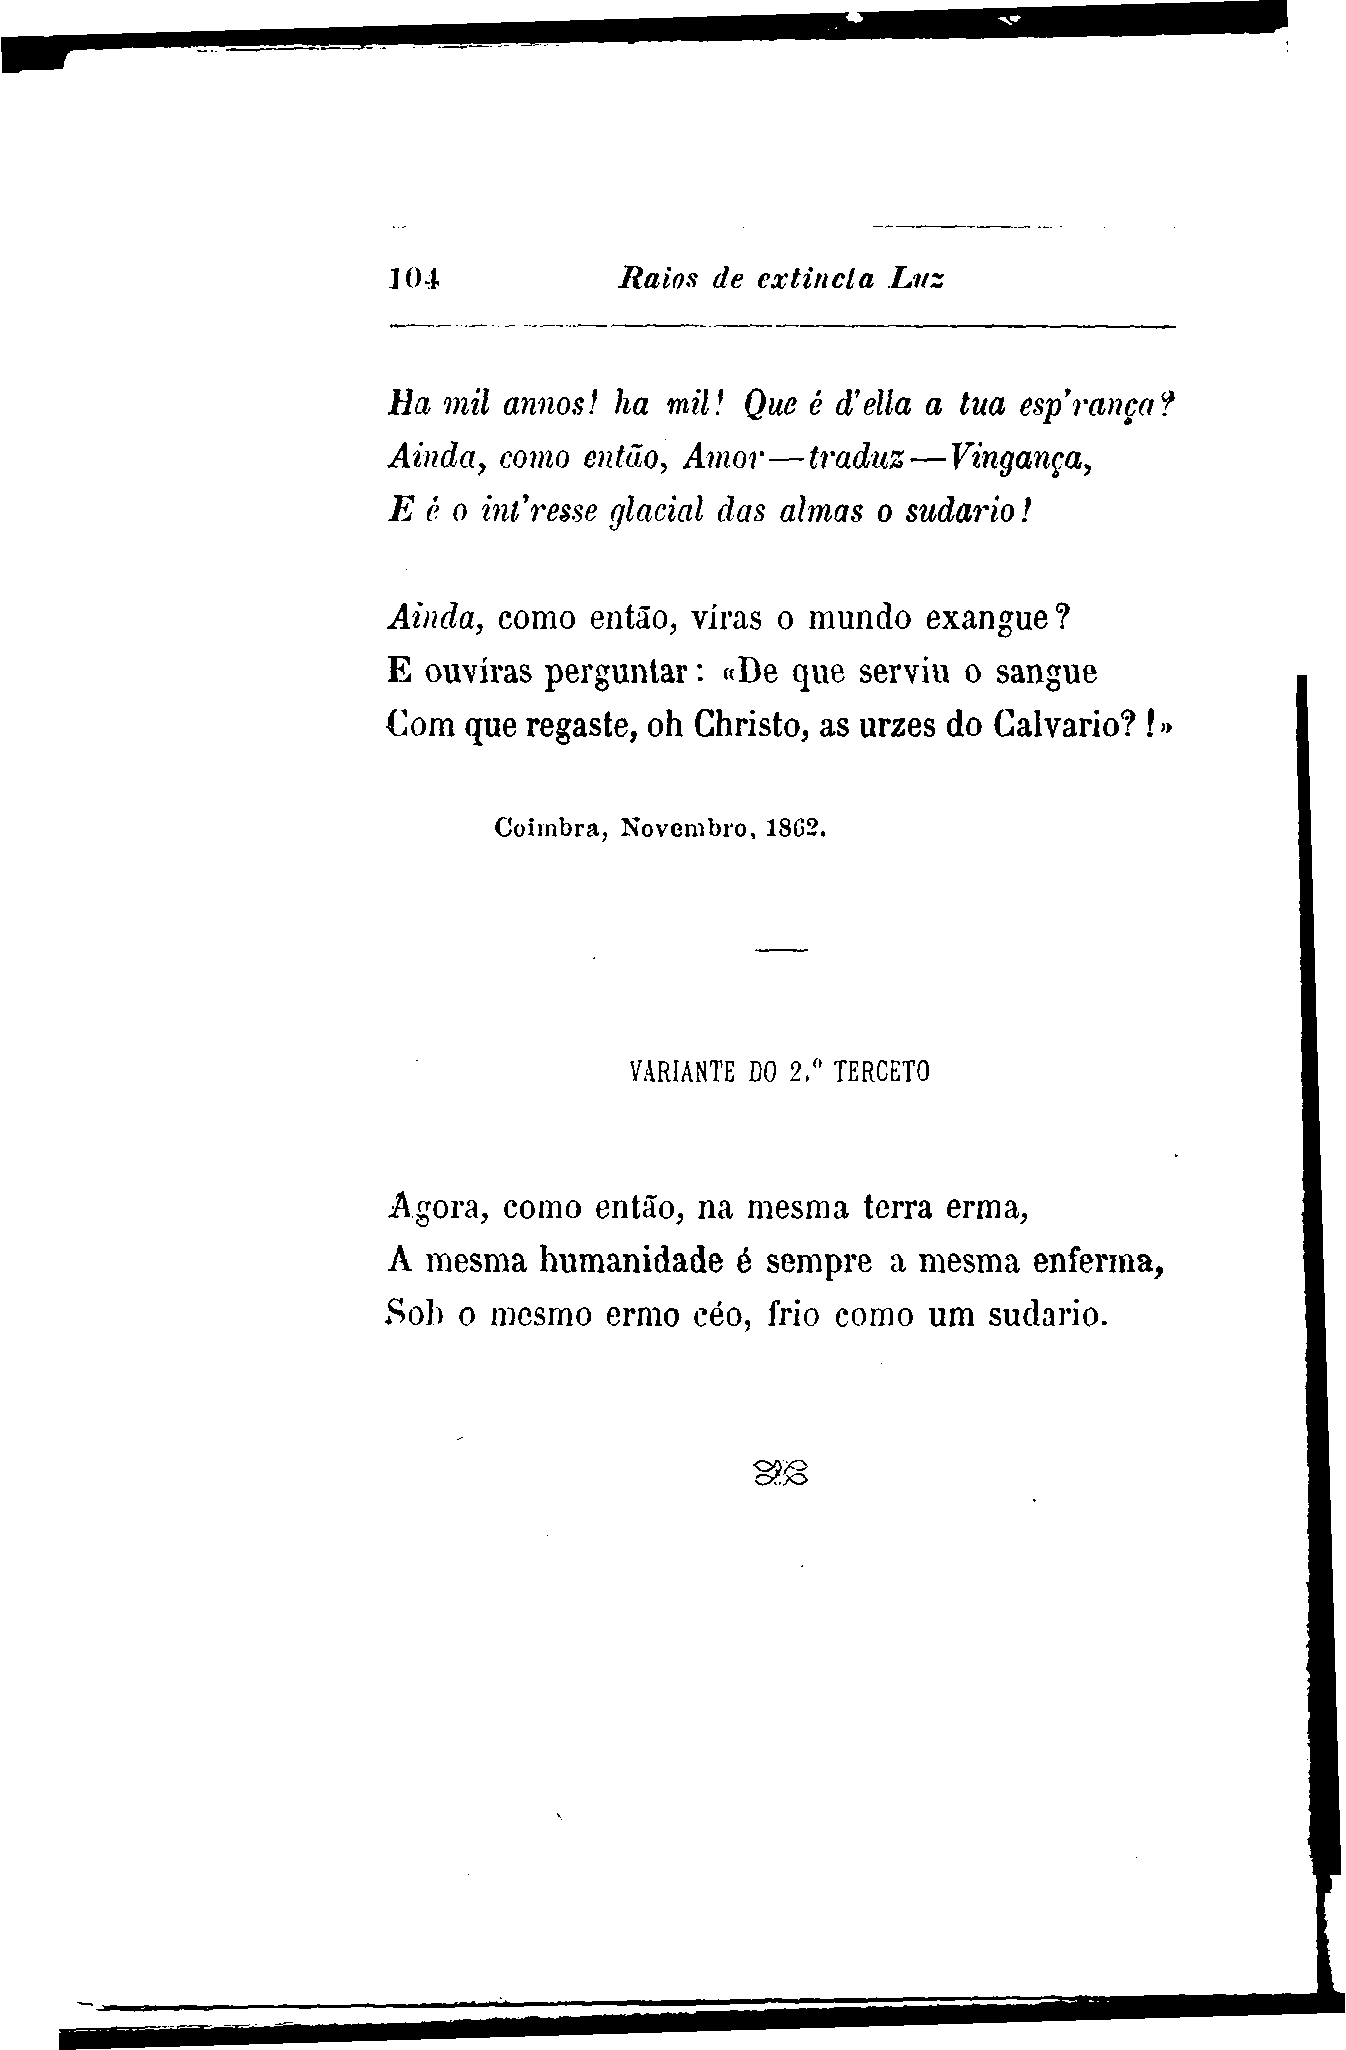 104 Raios de extincta Luz
Ha mil annos! ha mil! Que é d'ella a tua esp'rança?
Ainda, como então, Amor—traduz—Vingança,
E é o int'resse glacial das almas o sudario!
Ainda, como então, víras o mundo exangue?
E ouvíras perguntar: «De que serviu o sangue
Com que regaste, oh Christo, as urzes do Calvario?!»
Coimbra, Novembro, 1862.
VARIANTE DO 2.º TERCETO
Agora, como então, na mesma terra erma,
A mesma humanidade é sempre a mesma enferma,
Sob o mesmo ermo céo, frio como um sudario.